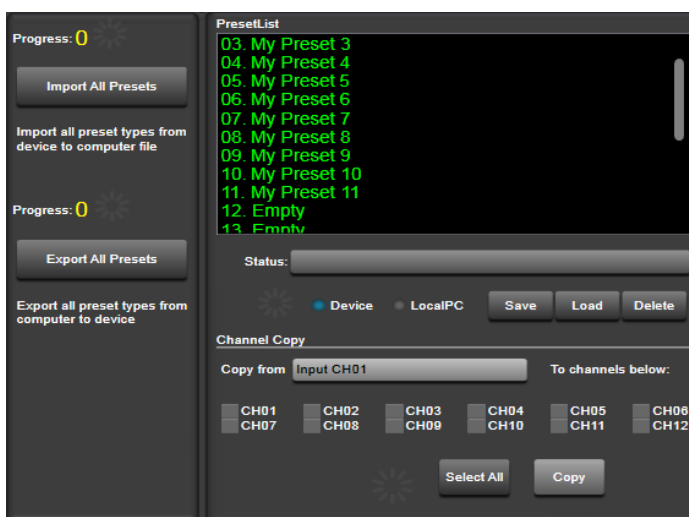 Progress: 0
Import All Presets
Import all preset types from
device to computer file
Progress: 0
Export All Presets
Export all preset types from
computer to device
PresetList
03. My Preset 3
04. My Preset 4
05. My Preset 5
06. My Preset 6
07. My Preset 7
08. My Preset 8
09. My Preset 9
10. My Preset 10
11. My Preset 11
12. Empty
13. Empty
Status:
Device LocalPC Save Load Delete
Channel Copy
Copy from Input CH01 To channels below:
CH01 CH02 CH03 CH04 CH05 CH06
CH07 CH08 CH09 CH10 CH11 CH12
Select All Copy